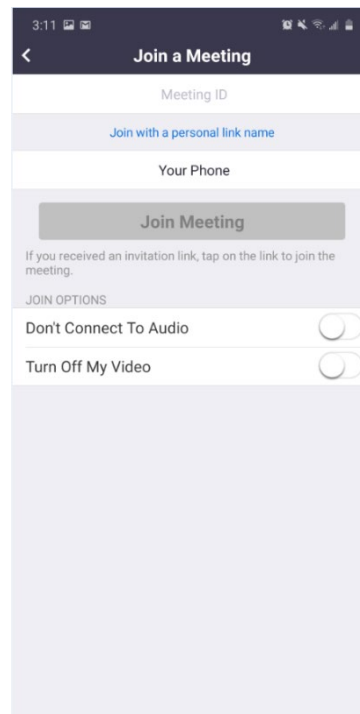 3:11
Join a Meeting
Meeting ID
Join with a personal link name
Your Phone
Join Meeting
If you received an invitation link, tap on the link to join the
meeting.
JOIN OPTIONS
Don't Connect To Audio
Turn Off My Video